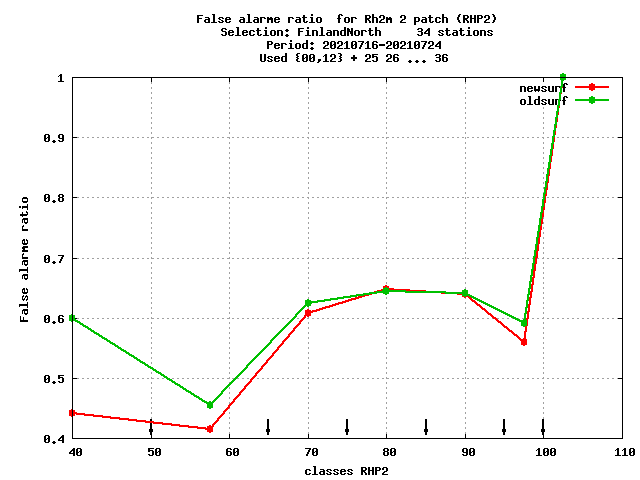 False alarme ratio  for Rh2m 2 patch (RHP2)
Selection: FinlandNorth     34 stations
Period: 20210716-20210724
Used {00,12} + 25 26 ... 36
newsurf
oldsurf
1
0.9
0.8
0.7
0.6
0.5
0.4
False alarme ratio
40 50 60 70 80 90 100 110
classes RHP2